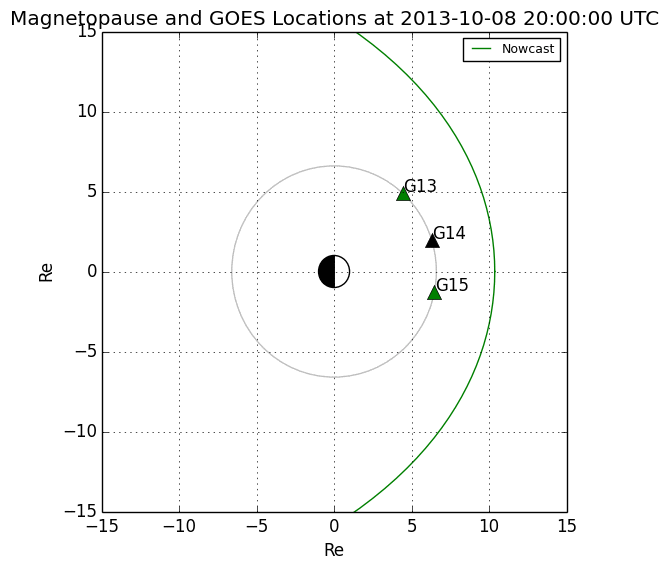 Magnetopause and GOES Locations at 2013-10-08 20:00:00 UTC
Nowcast
15
10
5
0
−5
−10
−15
Re
G13
G14
G15
−15 −10 −5 0 5 10 15
Re